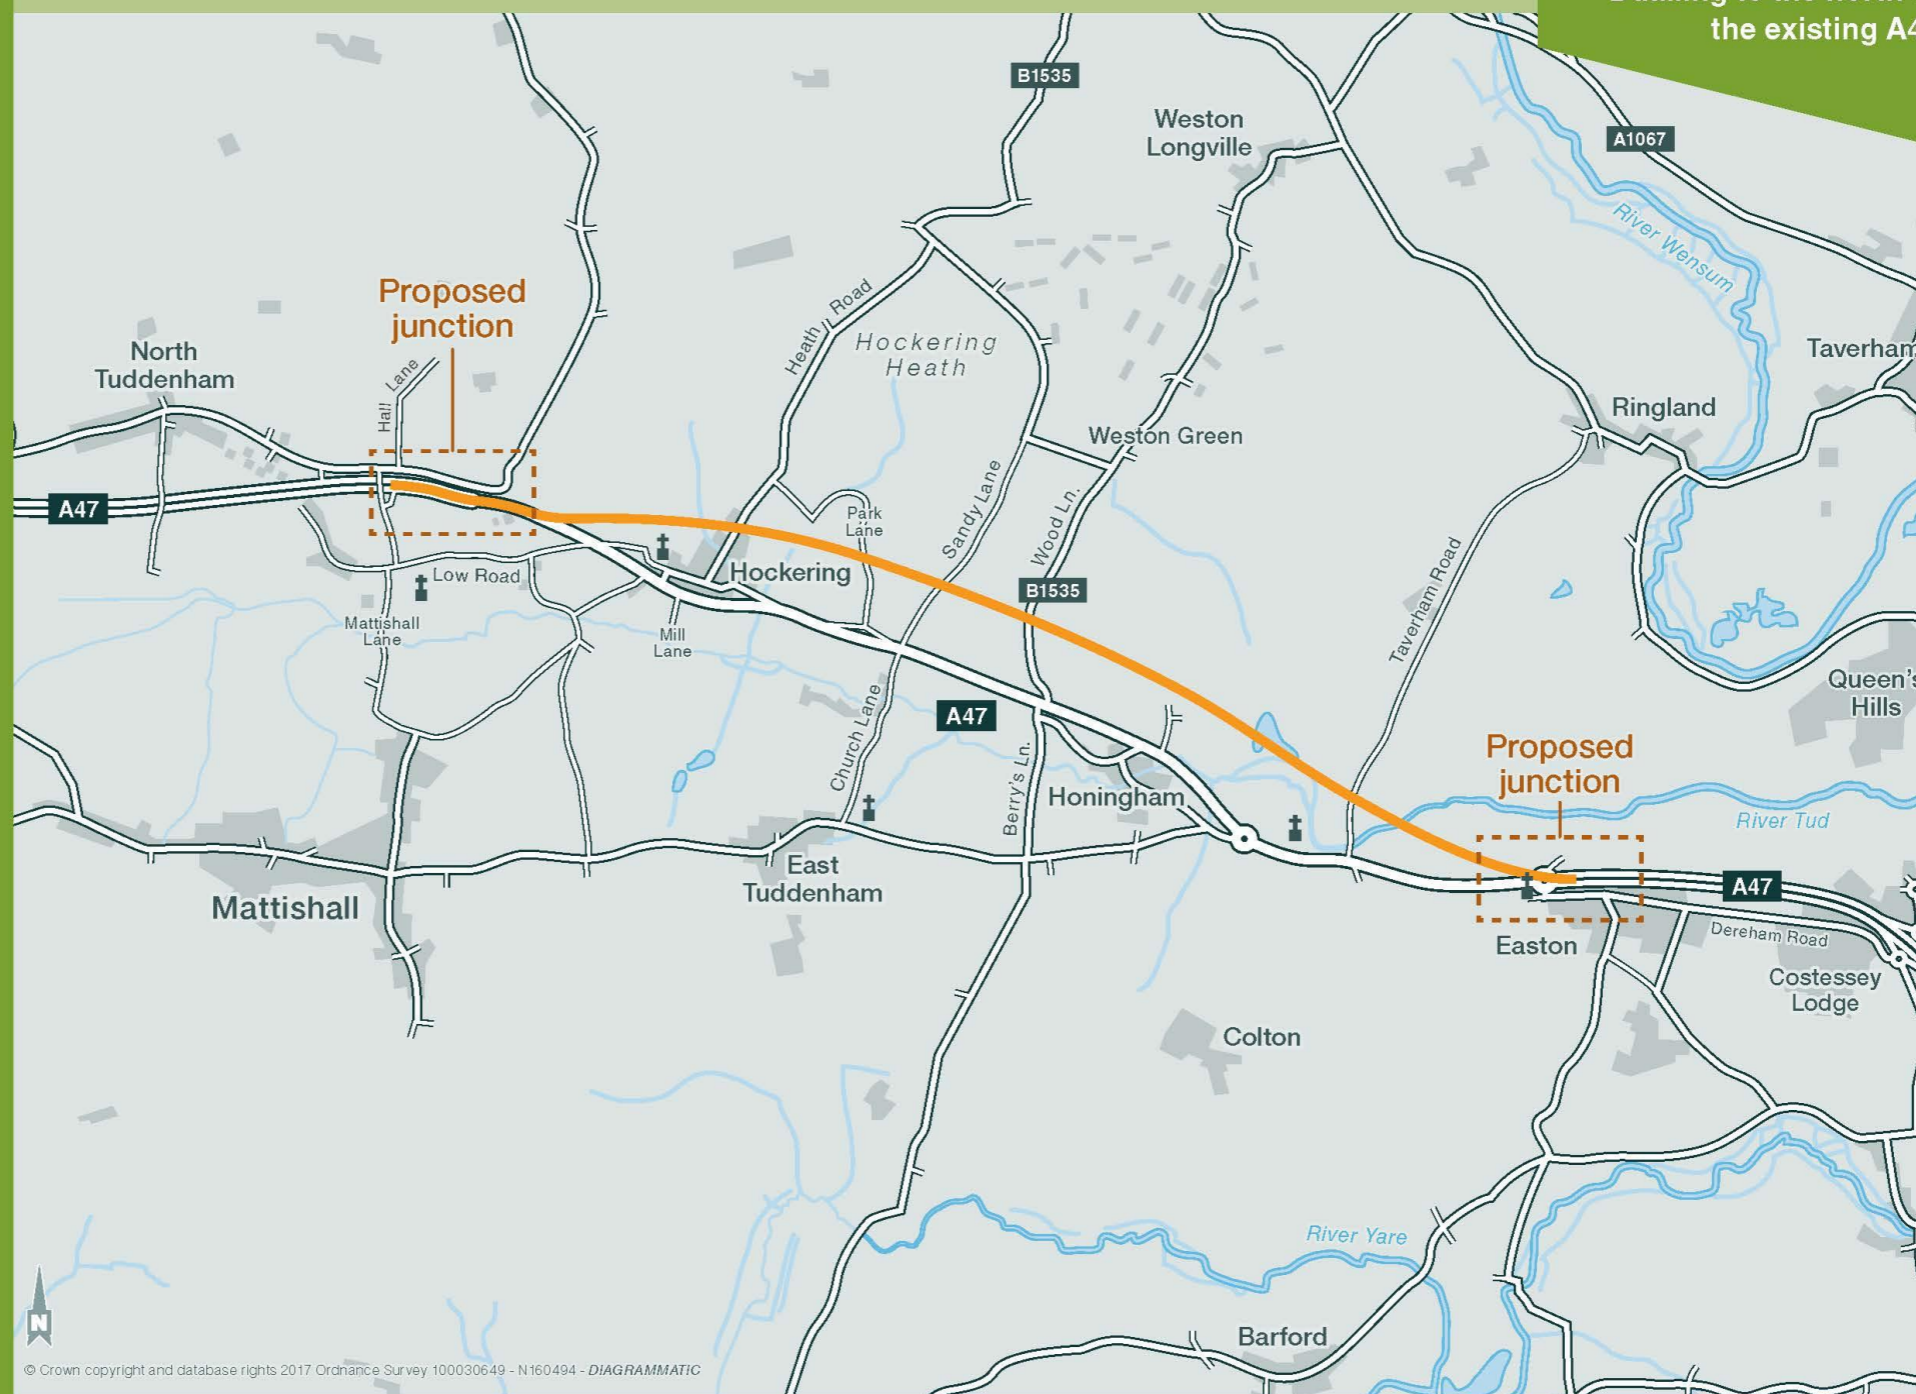 the existing A4
B1535
Weston
Longville
A1067
River Wensum
Proposed
junction
Heath Road
Hockering
Heath
North
Tuddenham
Hall Lane
Taverham
Ringland
Weston Green
A47
Park
Lane
Sandy Lane
Wood Ln.
Taverham Road
Low Road
Hockering
B1535
Mattishall
Lane
Mill
Lane
Queen's
Hills
Church Lane
A47
Proposed
junction
Berry's Ln.
Honingham
River Tud
East
Tuddenham
A47
Mattishall
Easton
Dereham Road
Costessey
Lodge
Colton
River Yare
N
Barford
© Crown copyright and database rights 2017 Ordnance Survey 100030649 - N160494 - DIAGRAMMATIC